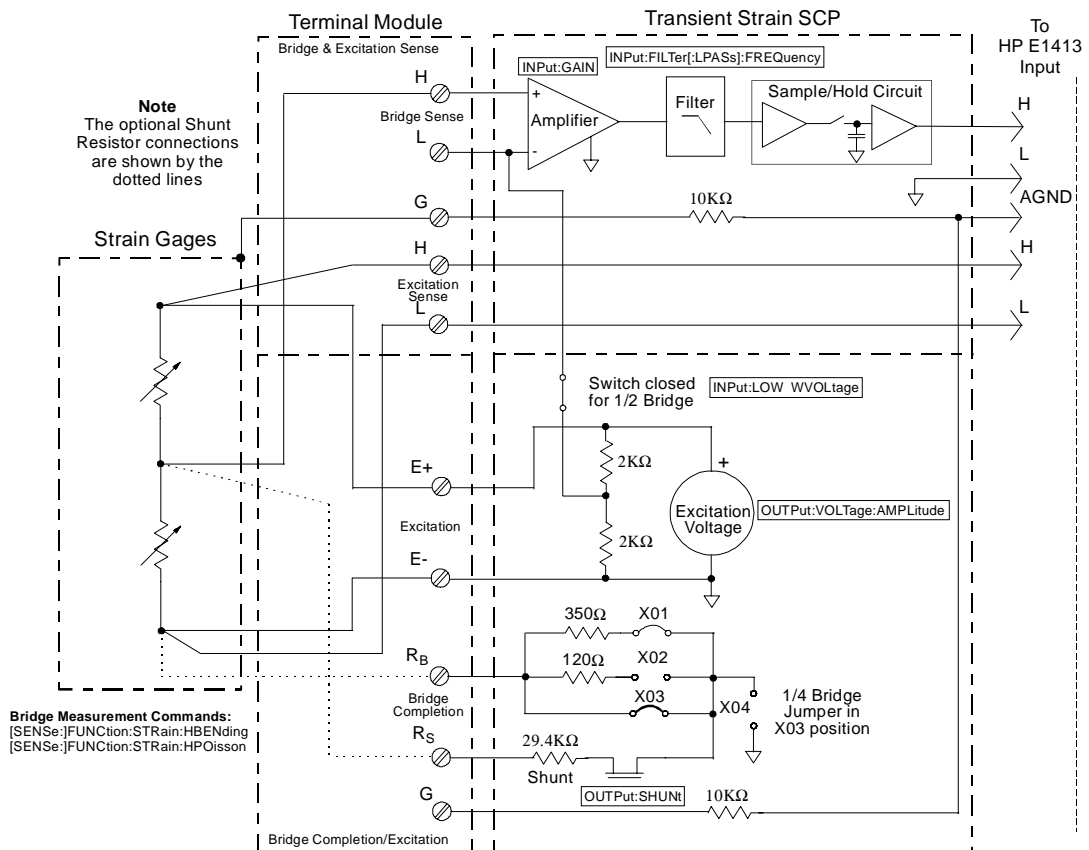 Terminal Module
Transient Strain SCP
To
HP E1413
Input
Bridge & Excitation Sense
INPut:GAIN
INPut:FILTer[:LPASs]:FREQuency
H
+
Amplifier
-
Filter
Sample/Hold Circuit
H
Bridge Sense
L
L
Note
The optional Shunt
Resistor connections
are shown by the
dotted lines
G
10KΩ
AGND
Strain Gages
H
H
Excitation
Sense
L
L
Switch closed
for 1/2 Bridge
INPut:LOW WVOLtage
E+
2KΩ
+
Excitation
Voltage
OUTPut:VOLTage:AMPLitude
Excitation
2KΩ
E-
350Ω
X01
RB
120Ω
X02
Bridge
Completion
X03
X04
1/4 Bridge
Jumper in
X03 position
Bridge Measurement Commands:
[SENSe:]FUNCtion:STRain:HBENding
[SENSe:]FUNCtion:STRain:HPOisson
RS
29.4KΩ
Shunt
OUTPut:SHUNt
G
10KΩ
Bridge Completion/Excitation